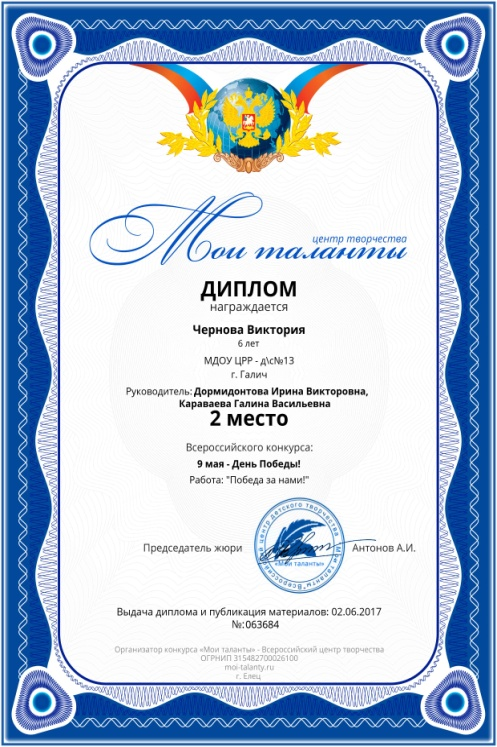 центр творчества
Мои таланты
ДИПЛОМ
награждается
Чернова Виктория
6 лет
МДОУ ЦРР - д\с№13
г. Галич
Руководитель: Дормидонтова Ирина Викторовна,
Караваева Галина Васильевна
2 место
Всероссийского конкурса:
9 мая - День Победы!
Работа: "Победа за нами!"
Председатель жюри
Антонов А.И.
«Мои таланты»
Выдача диплома и публикация материалов: 02.06.2017
№:063684
Организатор конкурса «Мои таланты» - Всероссийский центр творчества
ОГРНИП 315482700026100
moi-talanty.ru
г. Елец